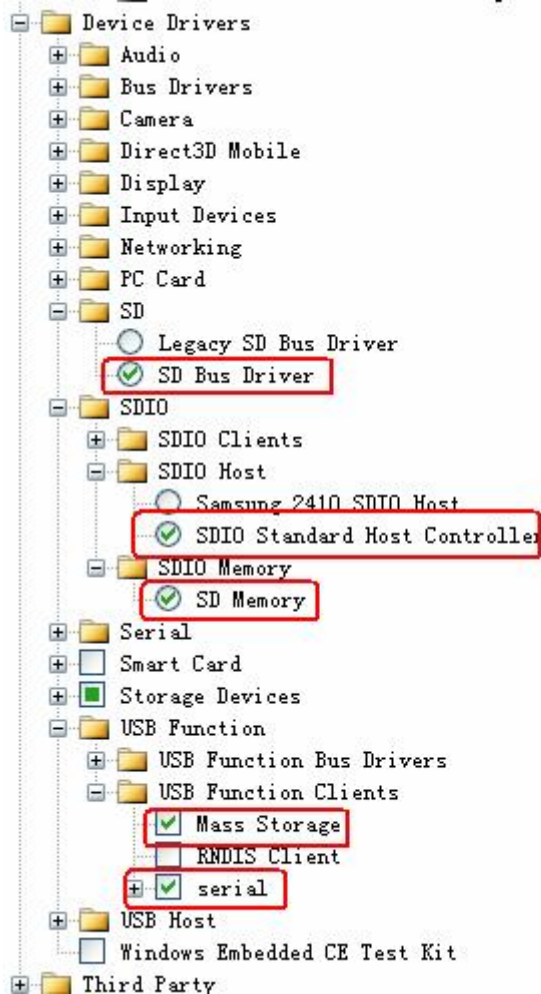 Device Drivers
Audio
Bus Drivers
Camera
Direct3D Mobile
Display
Input Devices
Networking
PC Card
SD
Legacy SD Bus Driver
SD Bus Driver
SDIO
SDIO Clients
SDIO Host
Samsung 2410 SDIO Host
SDIO Standard Host Controller
SDIO Memory
SD Memory
Serial
Smart Card
Storage Devices
USB Function
USB Function Bus Drivers
USB Function Clients
Mass Storage
RNDIS Client
serial
USB Host
Windows Embedded CE Test Kit
Third Party